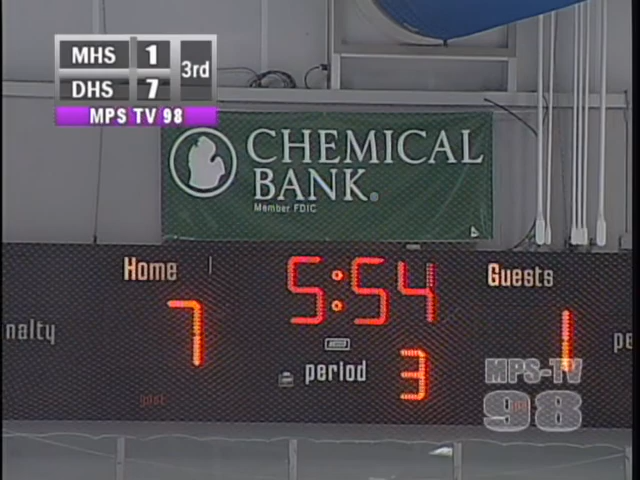 MHS 1 3rd
DHS 7
MPS TV 98
CHEMICAL
BANK®
Member FDIC
Home 5:54 Guests
7 1
nalty period 3 pe
MPS-TV
98